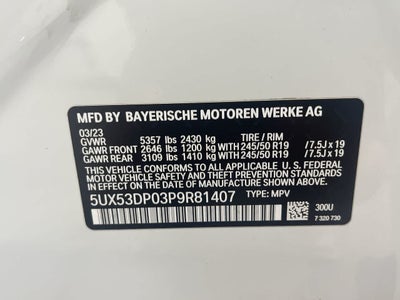 MFD BY BAYERISCHE MOTOREN WERKE AG
03/23 TIRE / RIM
GVWR 5357 lbs 2430 kg
GAWR FRONT 2646 lbs 1200 kg WITH 245/50 R19 / 7.5J x 19
GAWR REAR 3109 lbs 1410 kg WITH 245/50 R19 / 7.5J x 19
THIS VEHICLE CONFORMS TO ALL APPLICABLE U. S. FEDERAL
MOTOR VEHICLE SAFETY, BUMPER, AND THEFT PREVENTION
STANDARDS IN EFFECT ON THE DATE OF MANUFACTURE
SHOWN ABOVE.
5UX53DP03P9R81407 TYPE: MPV
300U
7 320 730